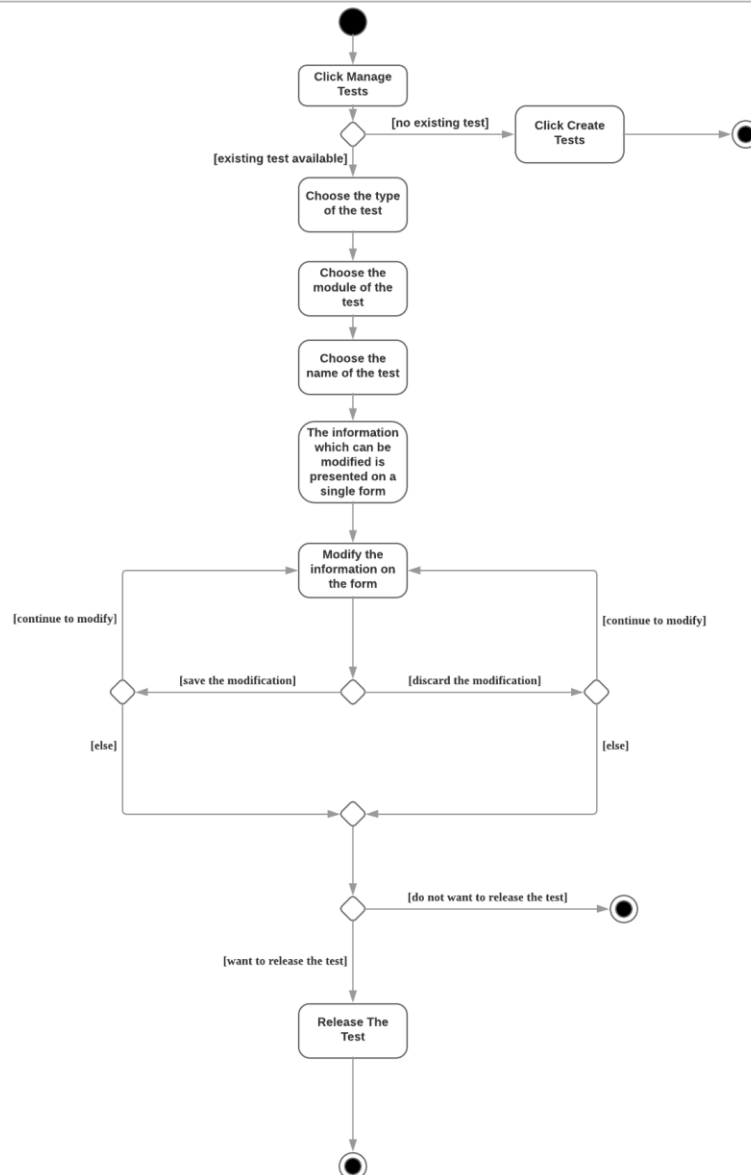 Click Manage
Tests
[no existing test]
Click Create
Tests
[existing test available]
Choose the type
of the test
Choose the
module of the
test
Choose the
name of the test
The information
which can be
modified is
presented on a
single form
Modify the
information on
the form
[continue to modify]
[continue to modify]
[save the modification]
[discard the modification]
[else]
[else]
[do not want to release the test]
[want to release the test]
Release The
Test